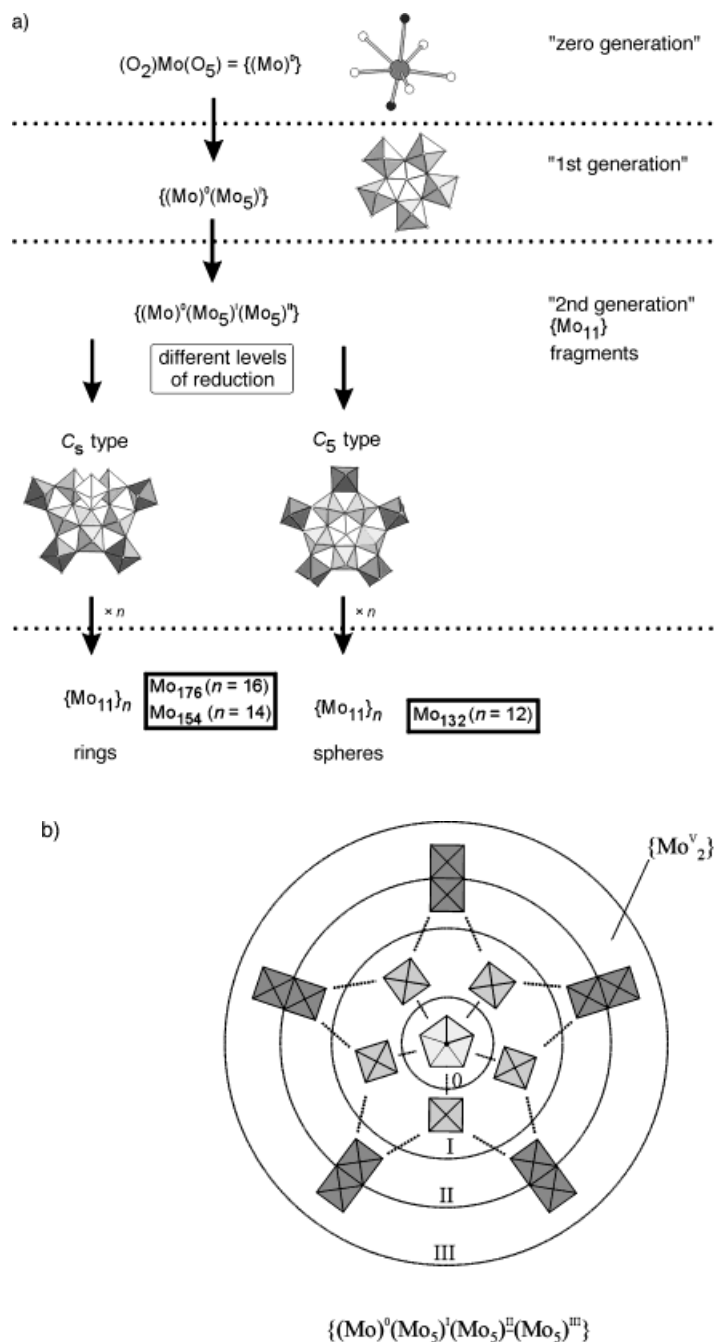 a)
(O₂)Mo(O₅) = {(Mo)⁰}
"zero generation"
"1st generation"
{(Mo)⁰(Mo₅)ᴵ}
{(Mo)⁰(Mo₅)ᴵ(Mo₅)ᴵᴵ}
"2nd generation"
{Mo₁₁}
fragments
different levels
of reduction
Cₛ type
C₅ type
× n
× n
{Mo₁₁}ₙ
Mo₁₇₆ (n = 16)
Mo₁₅₄ (n = 14)
rings
{Mo₁₁}ₙ
Mo₁₃₂ (n = 12)
spheres
b)
{Moⱽ₂}
0
I
II
III
{(Mo)⁰(Mo₅)ᴵ(Mo₅)ᴵᴵ(Mo₅)ᴵᴵᴵ}